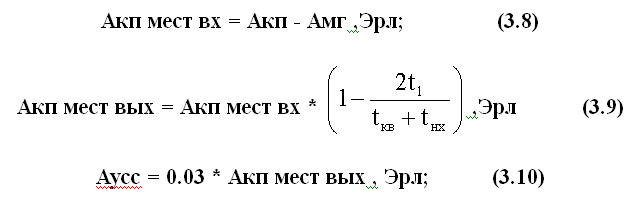 Акп мест вх = Акп - Амг ,Эрл; (3.8)
Акп мест вых = Акп мест вх * (1 − 2t₁ / (tкв + tнх)) ,Эрл (3.9)
Аусс = 0.03 * Акп мест вых , Эрл; (3.10)